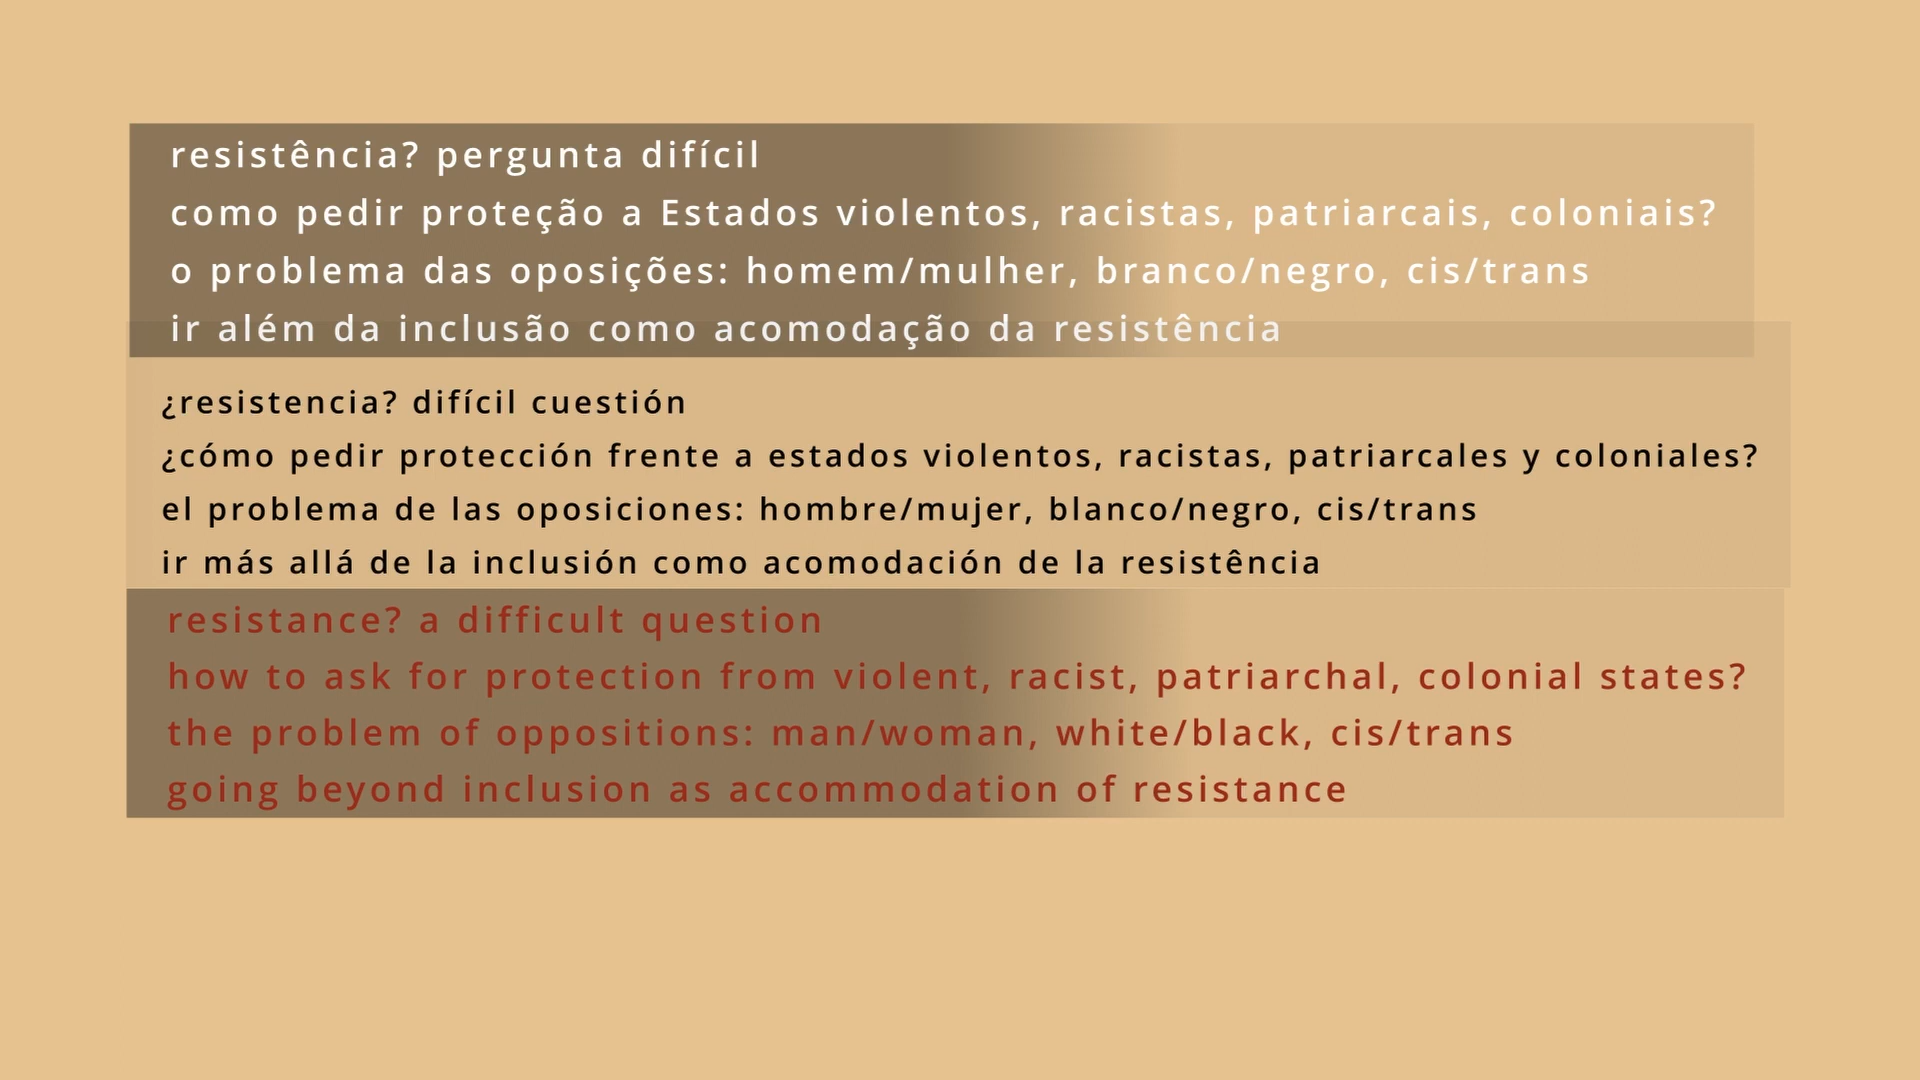 resistência? pergunta difícil
como pedir proteção a Estados violentos, racistas, patriarcais, coloniais?
o problema das oposições: homem/mulher, branco/negro, cis/trans
ir além da inclusão como acomodação da resistência
¿resistencia? difícil cuestión
¿cómo pedir protección frente a estados violentos, racistas, patriarcales y coloniales?
el problema de las oposiciones: hombre/mujer, blanco/negro, cis/trans
ir más allá de la inclusión como acomodación de la resistência
resistance? a difficult question
how to ask for protection from violent, racist, patriarchal, colonial states?
the problem of oppositions: man/woman, white/black, cis/trans
going beyond inclusion as accommodation of resistance